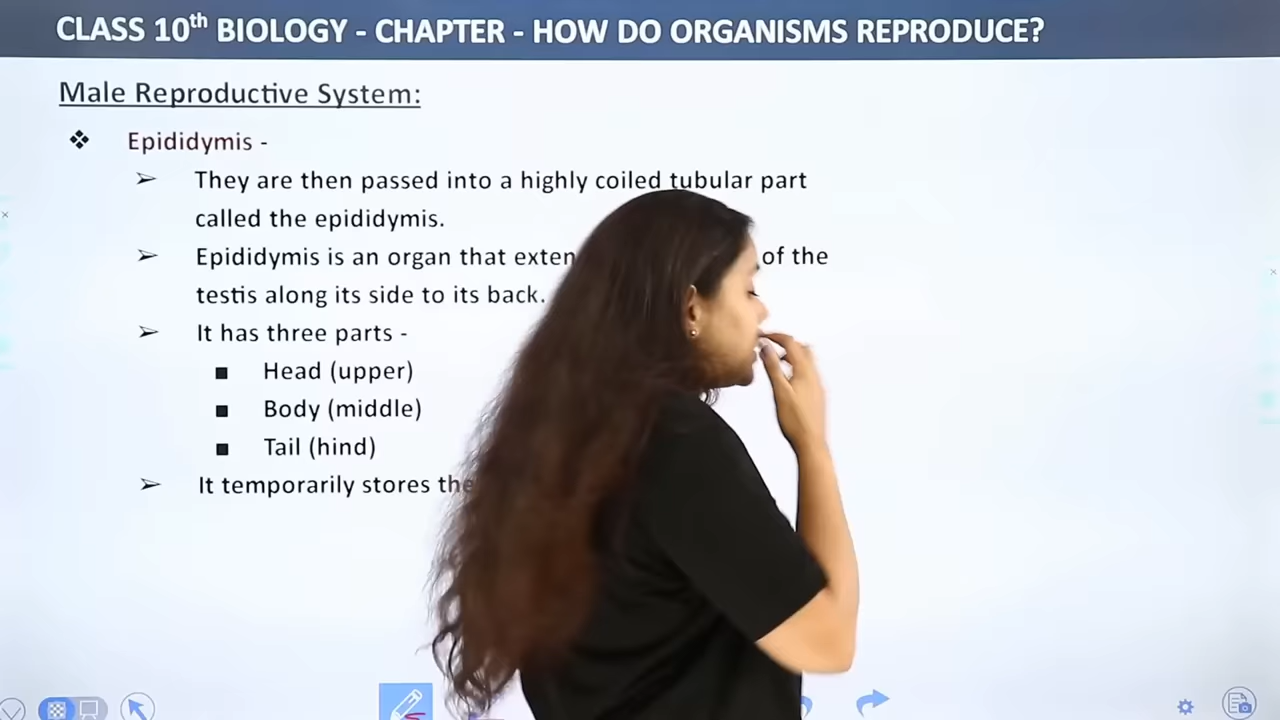 CLASS 10th BIOLOGY - CHAPTER - HOW DO ORGANISMS REPRODUCE?
Male Reproductive System:
❖ Epididymis -
➢ They are then passed into a highly coiled tubular part
called the epididymis.
➢ Epididymis is an organ that of the
testis along its side to its back.
➢ It has three parts -
■ Head (upper)
■ Body (middle)
■ Tail (hind)
➢ It temporarily stores the